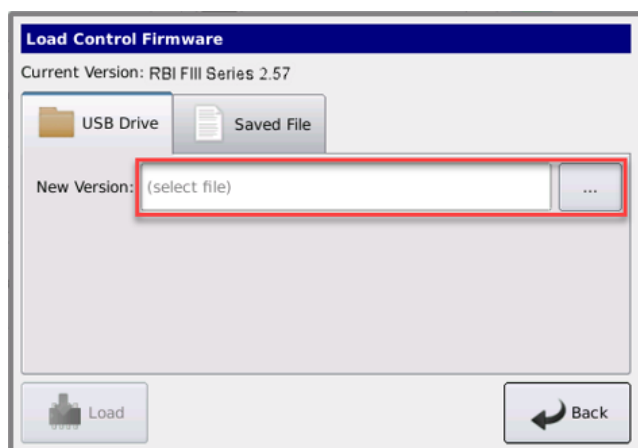 Load Control Firmware
Current Version: RBI FIII Series 2.57
USB Drive
Saved File
New Version: (select file) ...
Load
Back